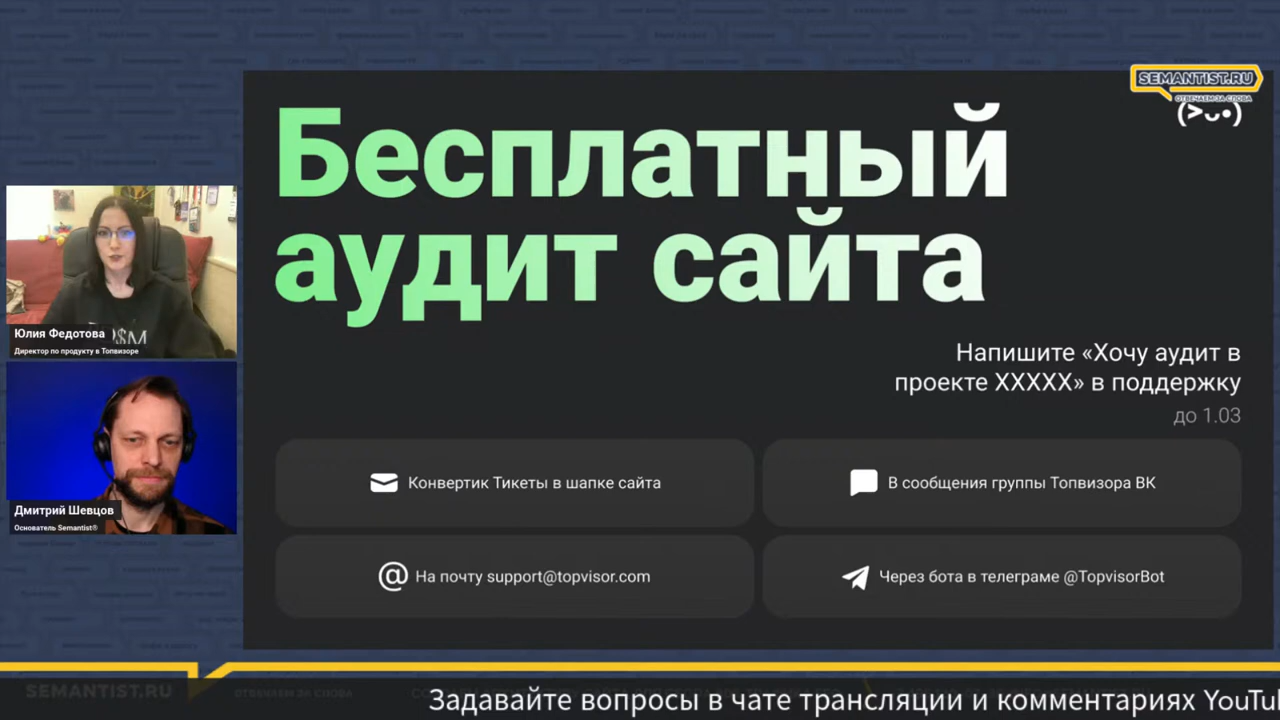 SEMANTIST.RU
ОТВЕЧАЕМ ЗА СЛОВА
(>ᴗ•)
Бесплатный
аудит сайта
Напишите «Хочу аудит в
проекте XXXXX» в поддержку
до 1.03
Конвертик Тикеты в шапке сайта
В сообщения группы Топвизора ВК
На почту support@topvisor.com
Через бота в телеграме @TopvisorBot
Юлия Федотова
Директор по продукту в Топвизоре
Дмитрий Шевцов
Основатель Semantist®
SEMANTIST.RU
ОТВЕЧАЕМ ЗА СЛОВА
Задавайте вопросы в чате трансляции и комментариях YouTu